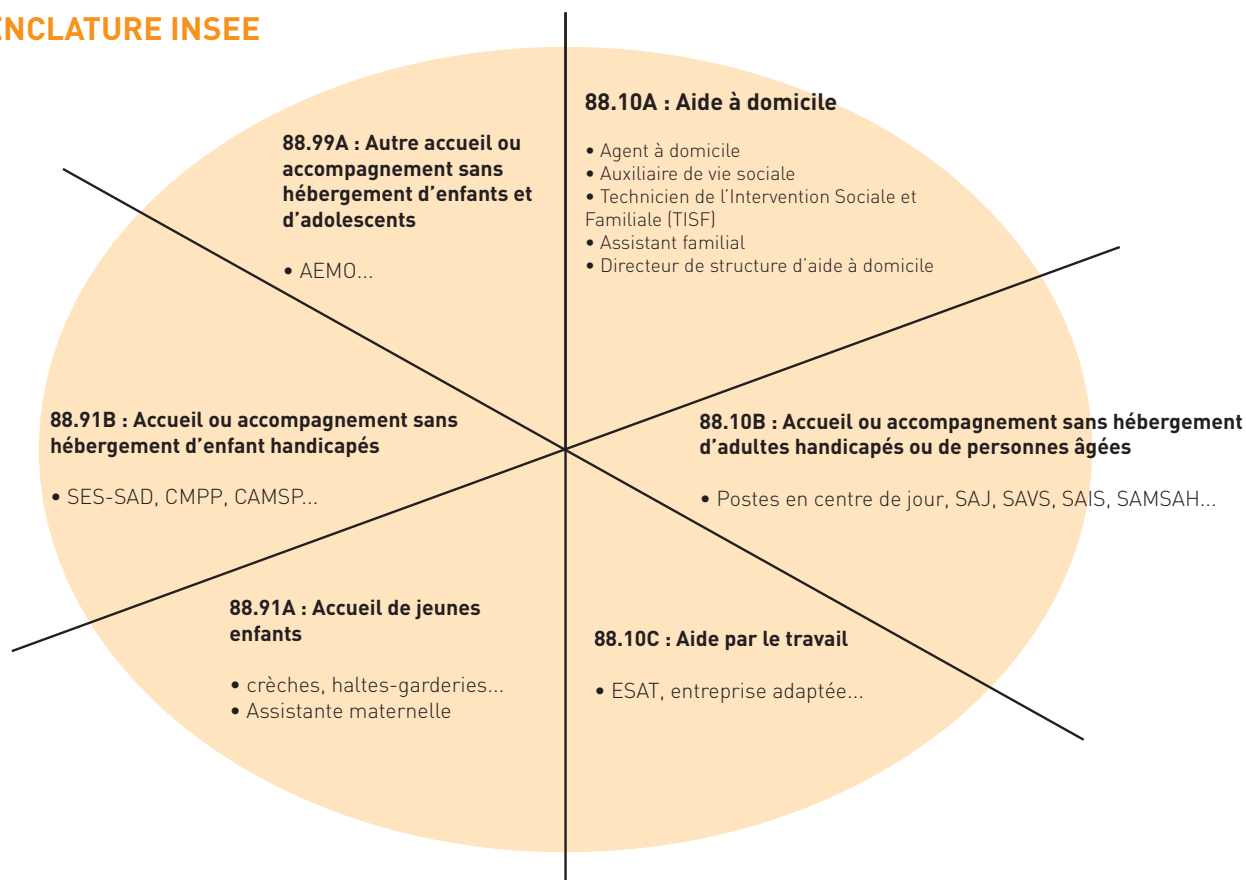 ENCLATURE INSEE
88.10A : Aide à domicile
• Agent à domicile
• Auxiliaire de vie sociale
• Technicien de l'Intervention Sociale et
Familiale (TISF)
• Assistant familial
• Directeur de structure d'aide à domicile
88.99A : Autre accueil ou
accompagnement sans
hébergement d'enfants et
d'adolescents
• AEMO...
88.91B : Accueil ou accompagnement sans
hébergement d'enfant handicapés
• SES-SAD, CMPP, CAMSP...
88.10B : Accueil ou accompagnement sans hébergement
d'adultes handicapés ou de personnes âgées
• Postes en centre de jour, SAJ, SAVS, SAIS, SAMSAH...
88.91A : Accueil de jeunes
enfants
• crèches, haltes-garderies...
• Assistante maternelle
88.10C : Aide par le travail
• ESAT, entreprise adaptée...